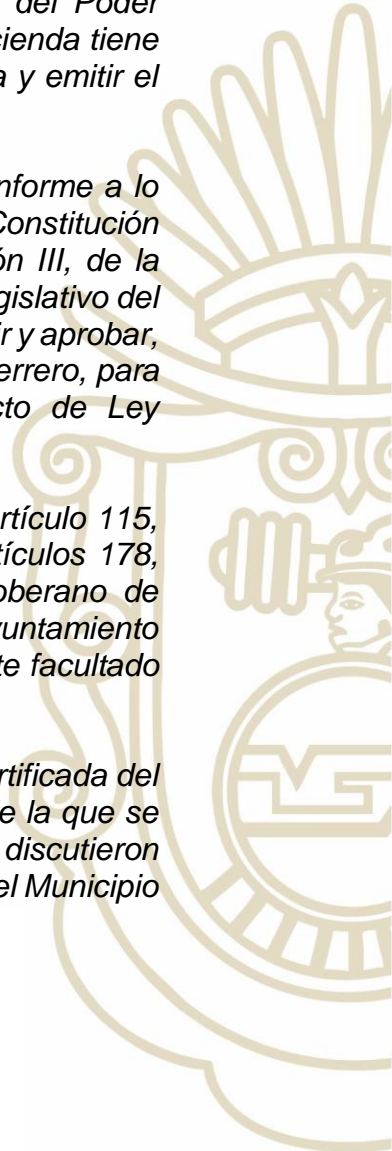 del Poder
cienda tiene
a y emitir el
nforme a lo
Constitución
ón III, de la
gislativo del
ir y aprobar,
errero, para
cto de Ley
rtículo 115,
tículos 178,
oberano de
yuntamiento
te facultado
rtificada del
e la que se
discutieron
el Municipio